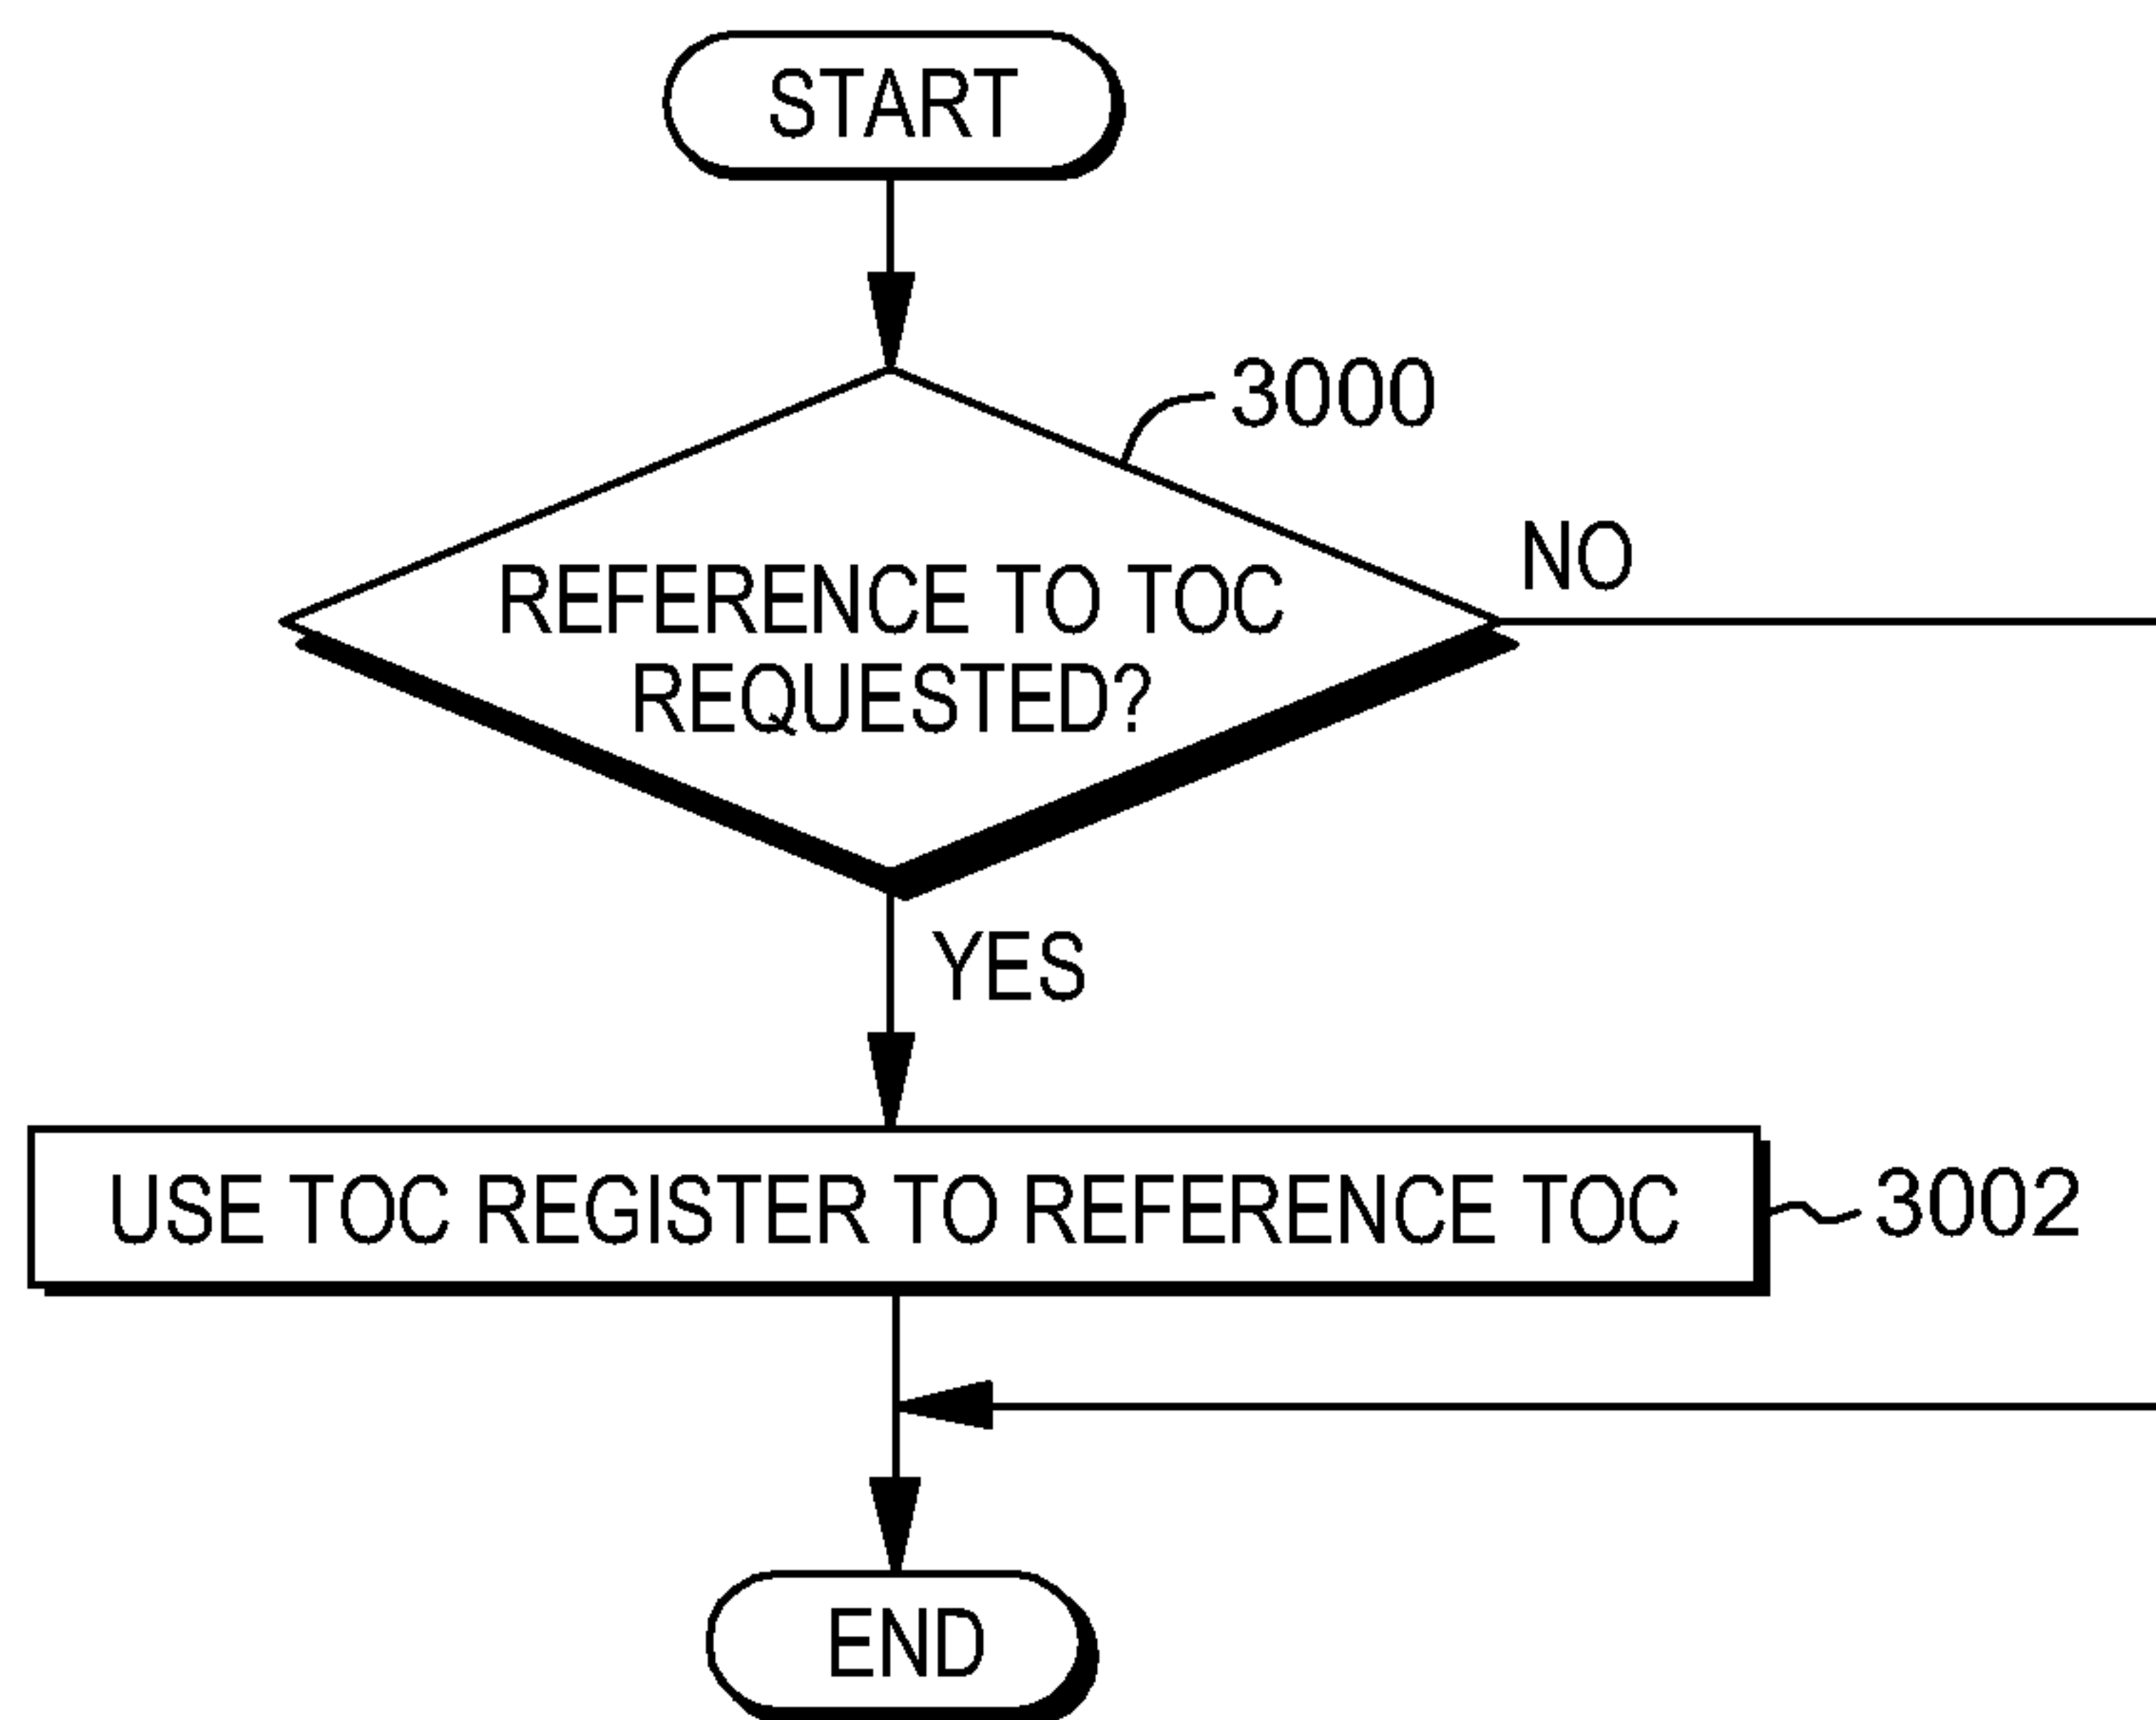 START
3000
NO
REFERENCE TO TOC
REQUESTED?
YES
USE TOC REGISTER TO REFERENCE TOC
3002
END